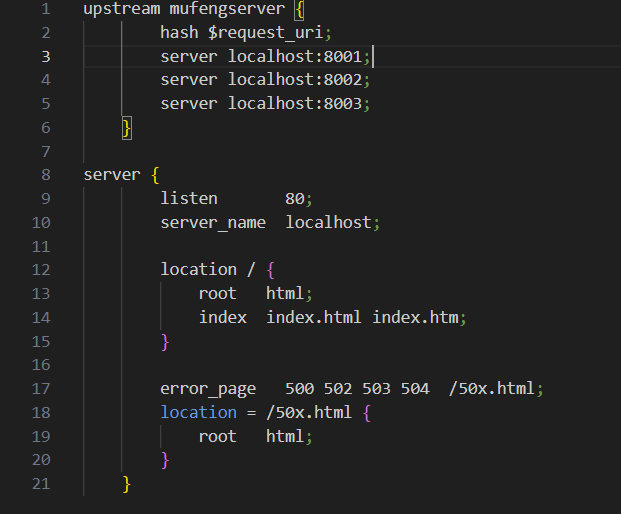 1 upstream mufengserver {
2 hash $request_uri;
3 server localhost:8001;
4 server localhost:8002;
5 server localhost:8003;
6 }
7
8 server {
9 listen 80;
10 server_name localhost;
11
12 location / {
13 root html;
14 index index.html index.htm;
15 }
16
17 error_page 500 502 503 504 /50x.html;
18 location = /50x.html {
19 root html;
20 }
21 }